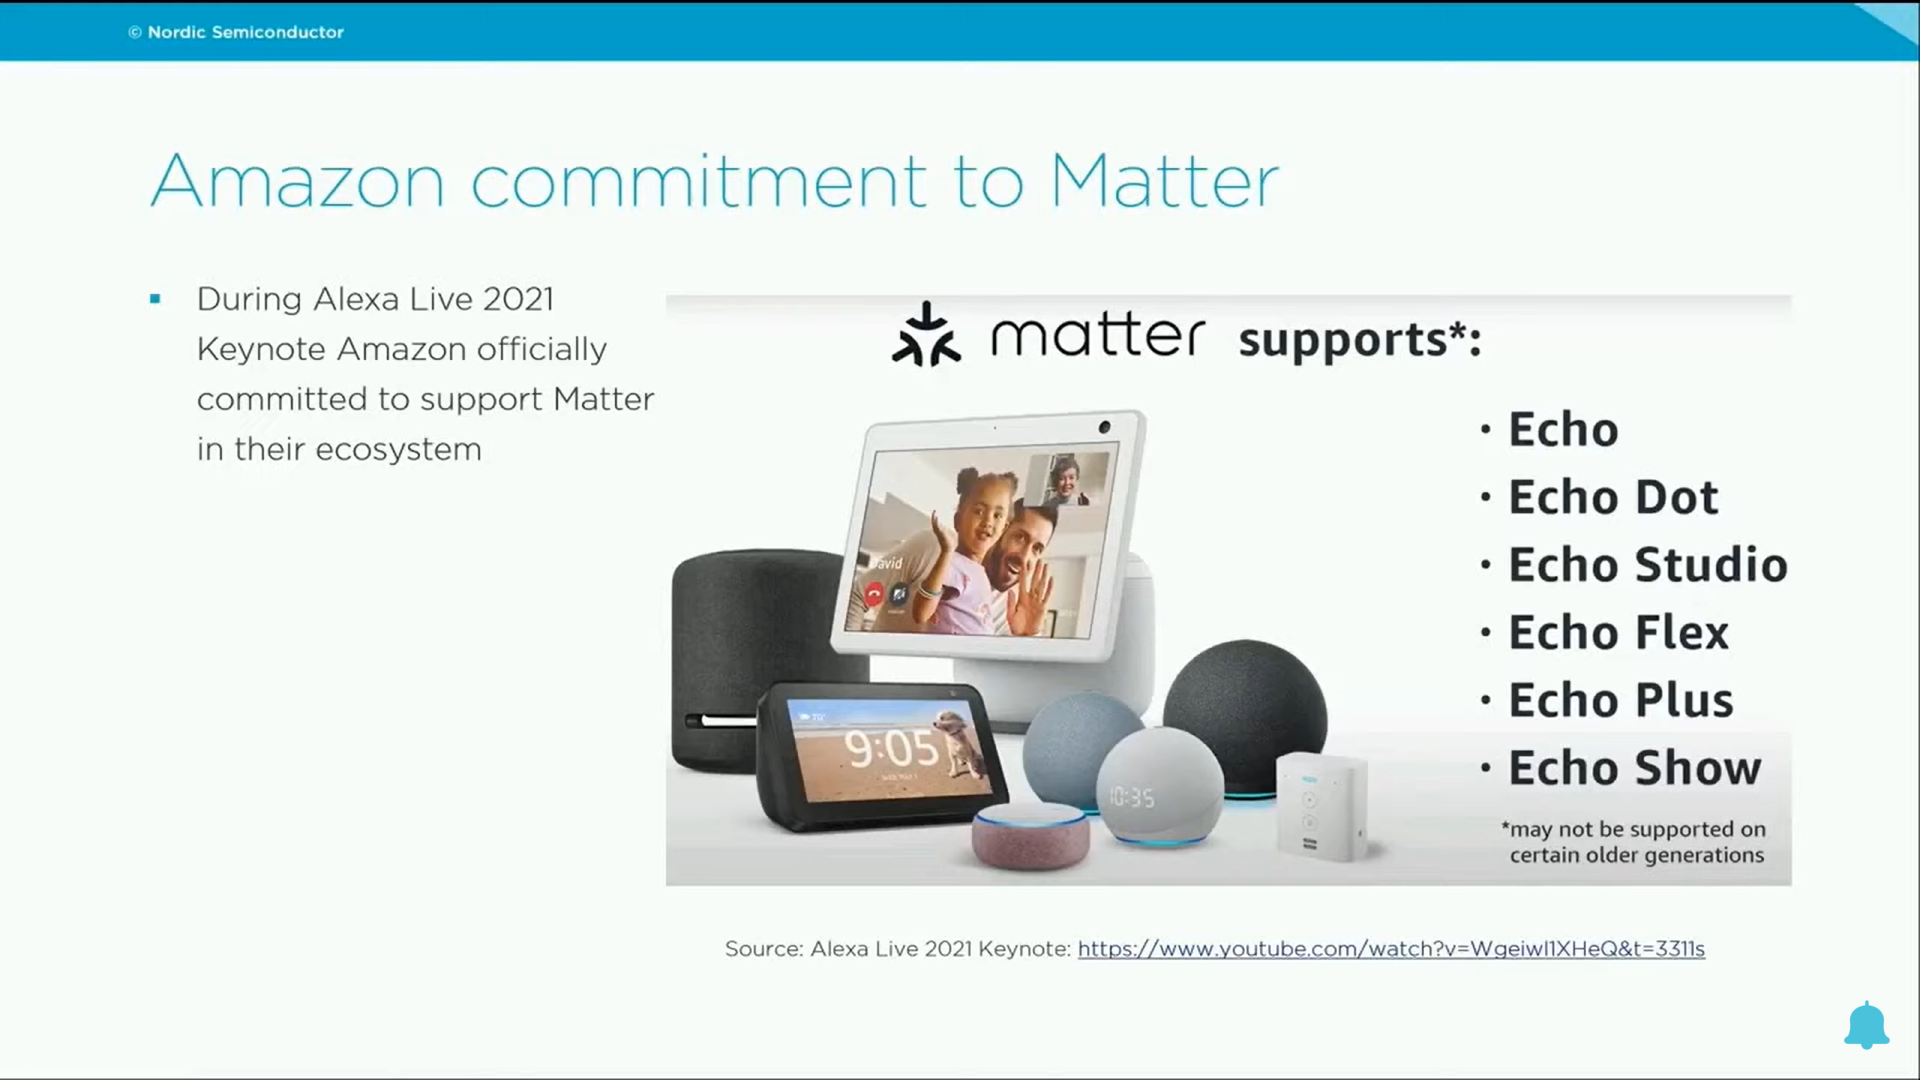 © Nordic Semiconductor
Amazon commitment to Matter
▪ During Alexa Live 2021
Keynote Amazon officially
committed to support Matter
in their ecosystem
matter supports*:
· Echo
· Echo Dot
· Echo Studio
· Echo Flex
· Echo Plus
· Echo Show
*may not be supported on
certain older generations
David
70°
9:05
10:35
Source: Alexa Live 2021 Keynote: https://www.youtube.com/watch?v=Wgeiwl1XHeQ&t=3311s